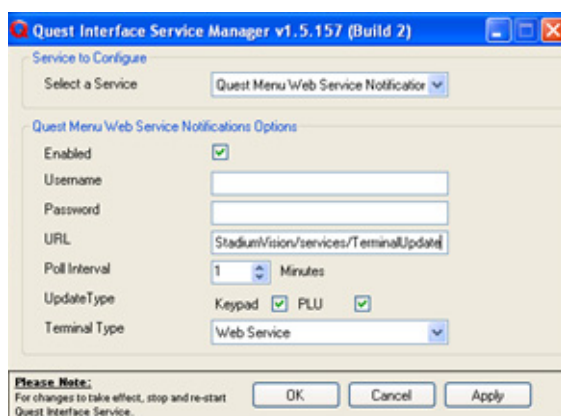 Quest Interface Service Manager v1.5.157 (Build 2)
Service to Configure
Select a Service Quest Menu Web Service Notification
Quest Menu Web Service Notifications Options
Enabled
Username
Password
URL StadiumVision/services/TerminalUpdate
Poll Interval 1 Minutes
UpdateType Keypad PLU
Terminal Type Web Service
Please Note:
For changes to take effect, stop and re-start
Quest Interface Service.
OK Cancel Apply